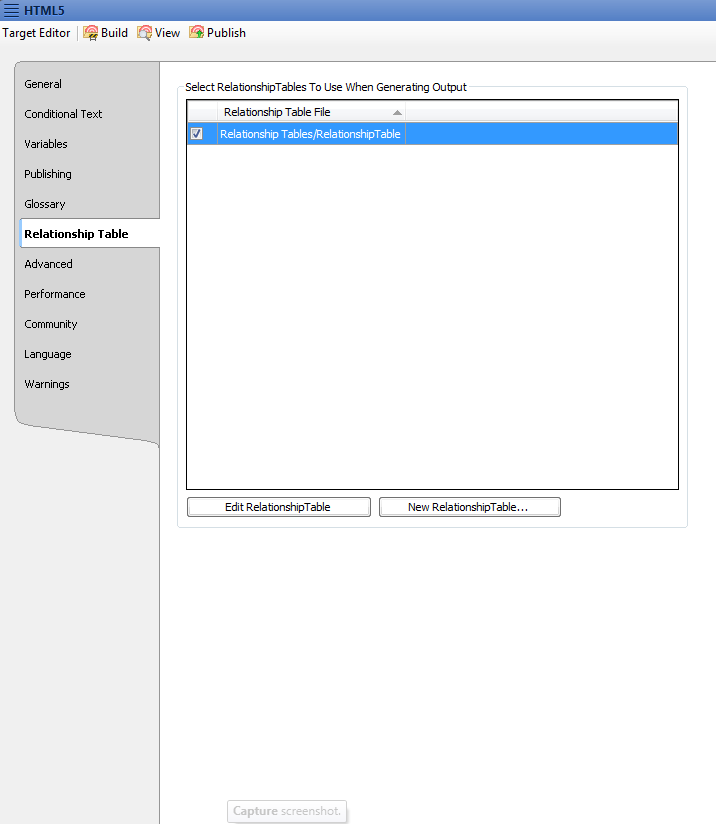 HTML5
Target Editor Build View Publish
General
Conditional Text
Variables
Publishing
Glossary
Relationship Table
Advanced
Performance
Community
Language
Warnings
Select RelationshipTables To Use When Generating Output
Relationship Table File
Relationship Tables/RelationshipTable
Edit RelationshipTable New RelationshipTable...
Capture screenshot.